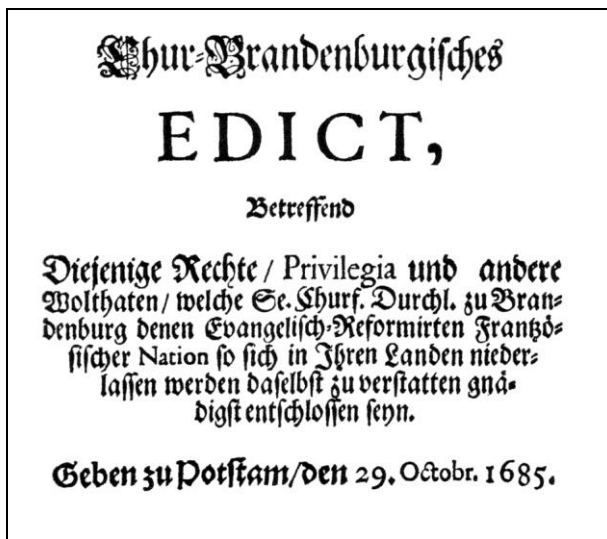 Chur-Brandenburgisches
EDICT,
Betreffend
Diejenige Rechte / Privilegia und andere
Wolthaten / welche Se. Churf. Durchl. zu Bran-
denburg denen Evangelisch-Reformirten Frantzö-
sischer Nation so sich in Ihren Landen nieder-
lassen werden daselbst zu verstatten gnä-
digst entschlossen seyn.
Geben zu Potstam/den 29. Octobr. 1685.